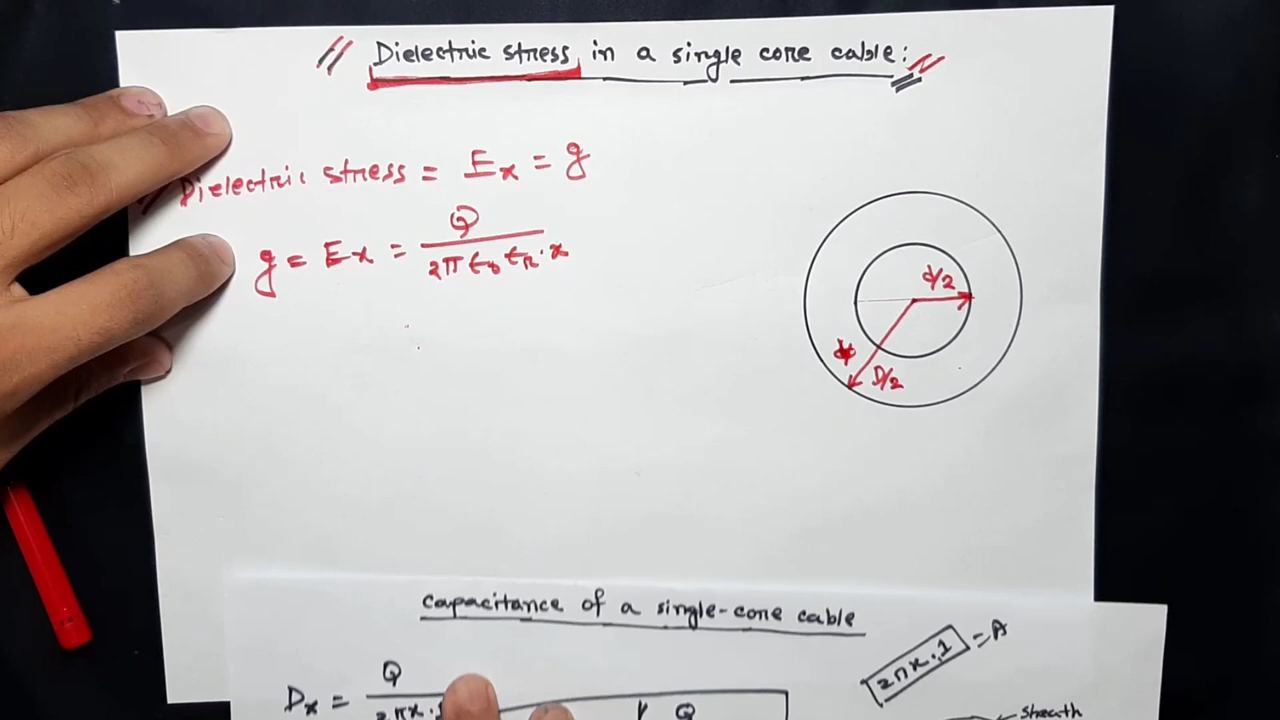 // Dielectric stress in a single core cable: //
Dielectric stress = Ex = g
g = Ex = Q / 2π ϵ0 ϵr · x
d/2
D/2
capacitance of a single-core cable
2πx·1 = A
Dx = Q / 2πx ·
Q
sheath